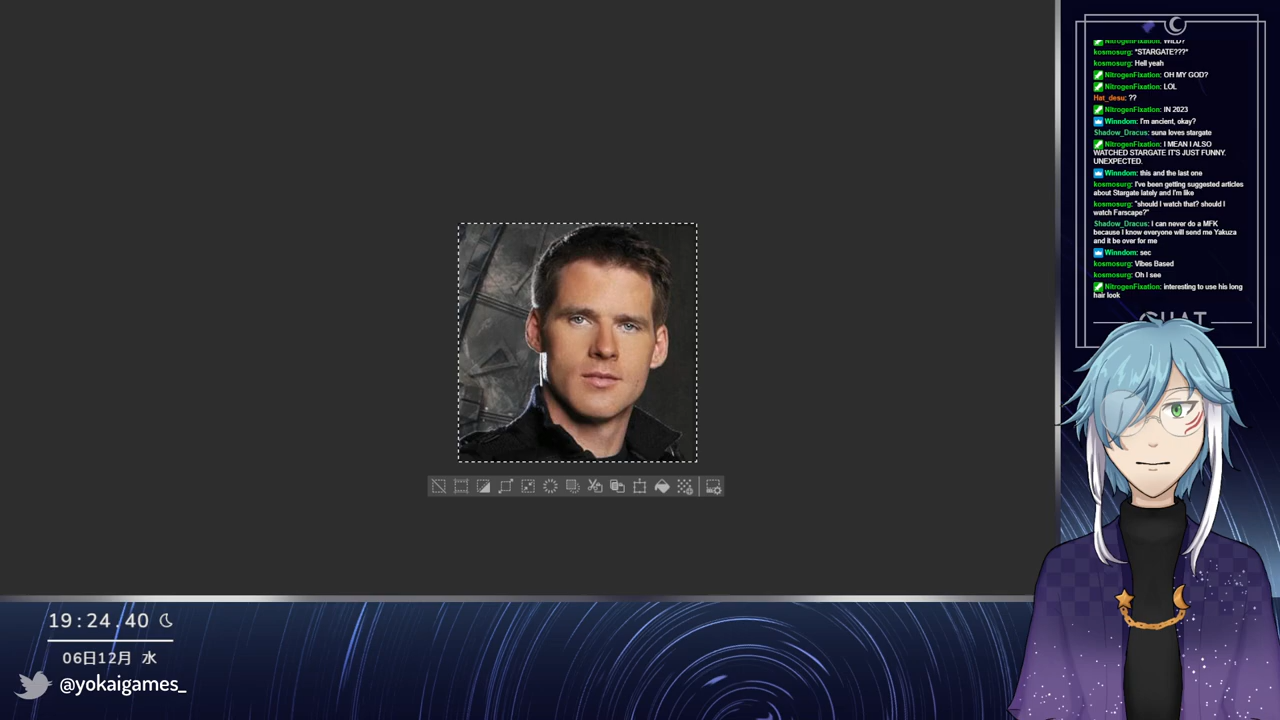 NitrogenFixation: WILD?
kosmosurg: "STARGATE???"
kosmosurg: Hell yeah
NitrogenFixation: OH MY GOD?
NitrogenFixation: LOL
Hat_desu: ??
NitrogenFixation: IN 2023
Winndom: I'm ancient, okay?
Shadow_Dracus: suna loves stargate
NitrogenFixation: I MEAN I ALSO
WATCHED STARGATE IT'S JUST FUNNY.
UNEXPECTED.
Winndom: this and the last one
kosmosurg: I've been getting suggested articles
about Stargate lately and I'm like
kosmosurg: "should I watch that? should I
watch Farscape?"
Shadow_Dracus: I can never do a MFK
because I know everyone will send me Yakuza
and it be over for me
Winndom: sec
kosmosurg: Vibes Based
kosmosurg: Oh I see
NitrogenFixation: interesting to use his long
hair look
CHAT
19:24.40
06日12月 水
@yokaigames_